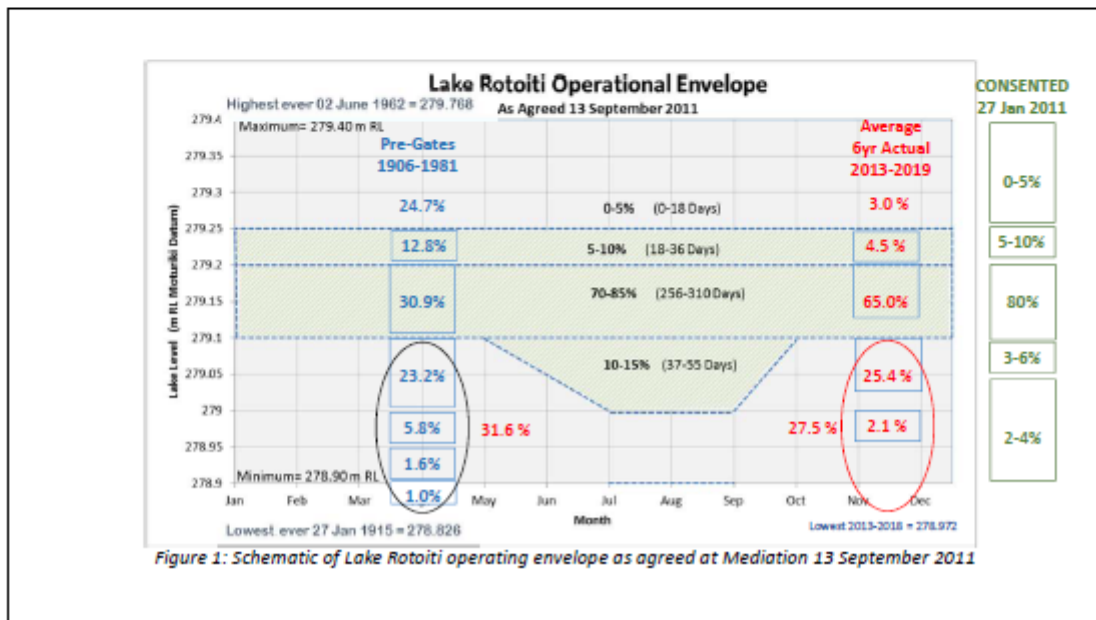 Lake Rotoiti Operational Envelope
As Agreed 13 September 2011
Highest ever 02 June 1962 = 279.768
Maximum= 279.40 m RL
CONSENTED
27 Jan 2011
Pre-Gates
1906-1981
Average
6yr Actual
2013-2019
279.4
279.35
279.3
279.25
279.2
279.15
279.1
279.05
279
278.95
278.9
Lake Level (m RL Moturiki Datum)
24.7%
0-5% (0-18 Days)
3.0 %
0-5%
12.8%
5-10% (18-36 Days)
4.5 %
5-10%
30.9%
70-85% (256-310 Days)
65.0%
80%
23.2%
10-15% (37-55 Days)
25.4 %
3-6%
5.8%
31.6 %
27.5 %
2.1 %
2-4%
1.6%
Minimum= 278.90 m RL
1.0%
Jan Feb Mar May Jun Jul Aug Sep Oct Nov Dec
Month
Lowest ever 27 Jan 1915 = 278.826
Lowest 2013-2018 = 278.972
Figure 1: Schematic of Lake Rotoiti operating envelope as agreed at Mediation 13 September 2011